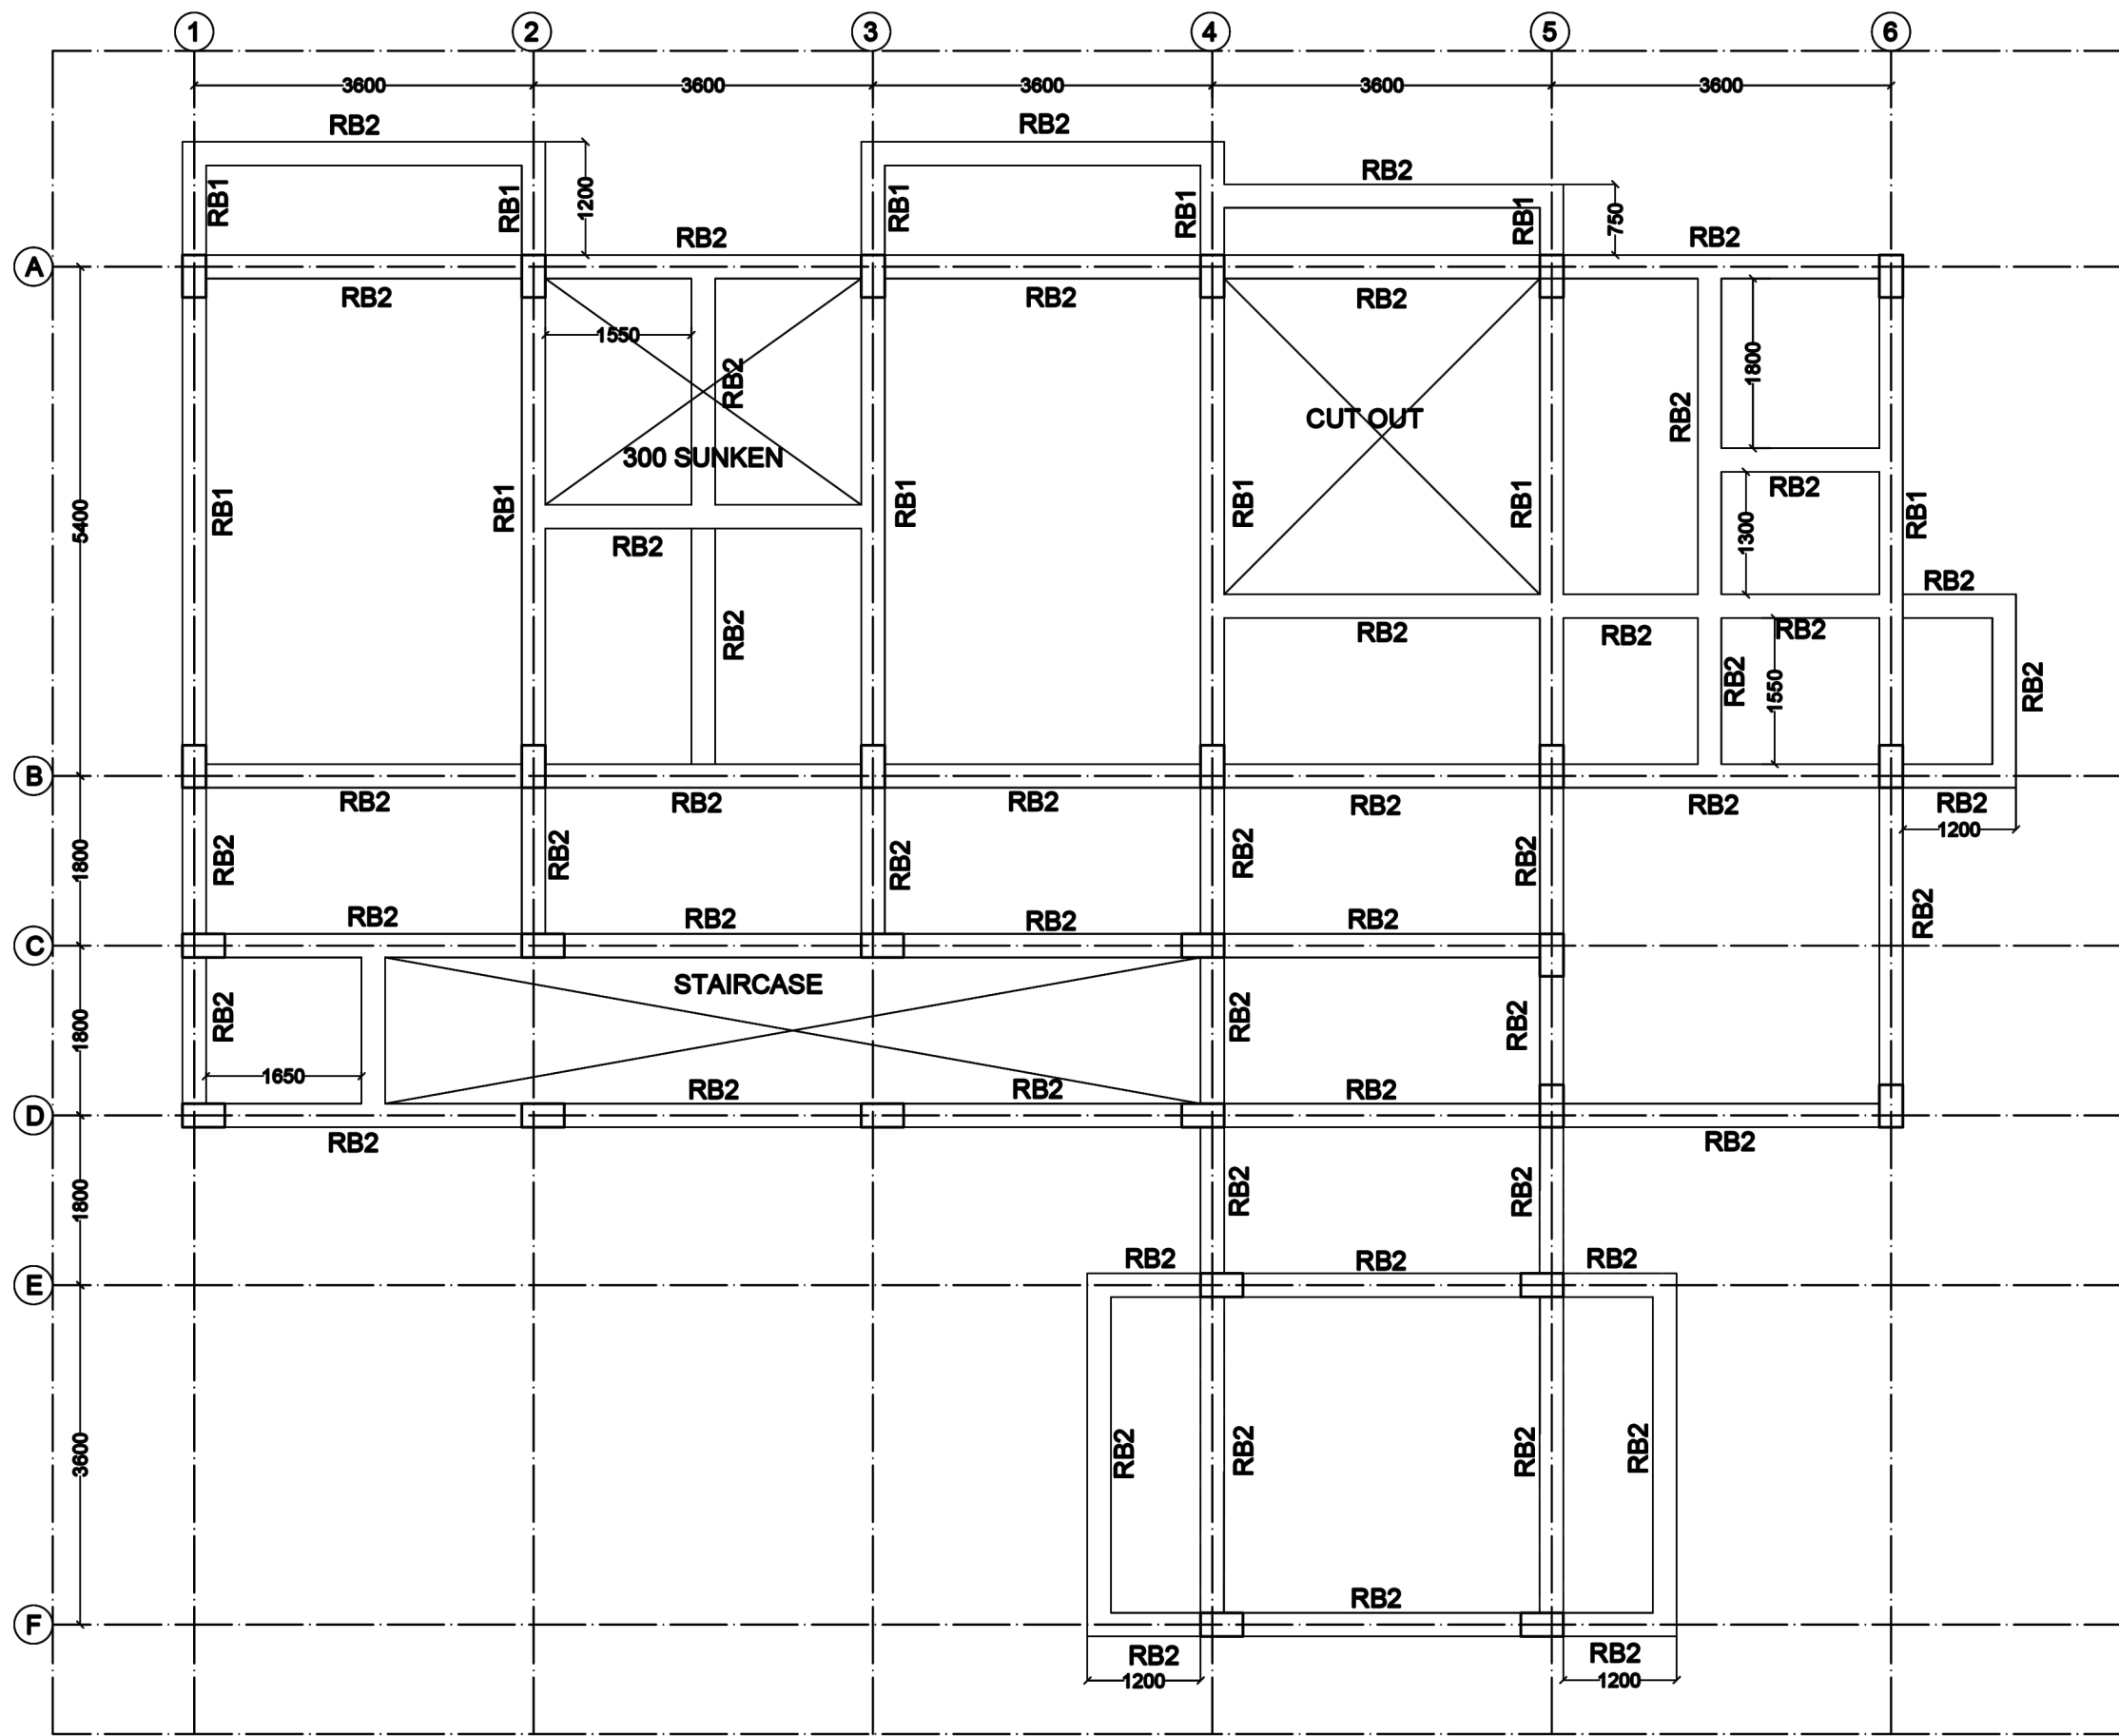 1 2 3 4 5 6
3600 3600 3600 3600 3600
RB2 RB2
RB2
RB1 RB1 1200 RB1 RB1 RB1 750
RB2 RB2
A
RB2 RB2 RB2
1550 1800
RB2 RB2
CUT OUT
300 SUNKEN
RB2
5400 RB1 RB1 RB1 RB1 RB1 1300 RB1
RB2
RB2
RB2 RB2 RB2 RB2
RB2 1550 RB2
B
RB2 RB2 RB2 RB2 RB2 RB2
1200
1800 RB2 RB2 RB2 RB2 RB2
RB2 RB2 RB2 RB2 RB2
C
STAIRCASE
1800 RB2 RB2 RB2
1650
RB2 RB2 RB2
D
RB2 RB2
1800 RB2 RB2
RB2 RB2 RB2
E
3600 RB2 RB2 RB2 RB2
RB2
F
RB2 RB2
1200 1200